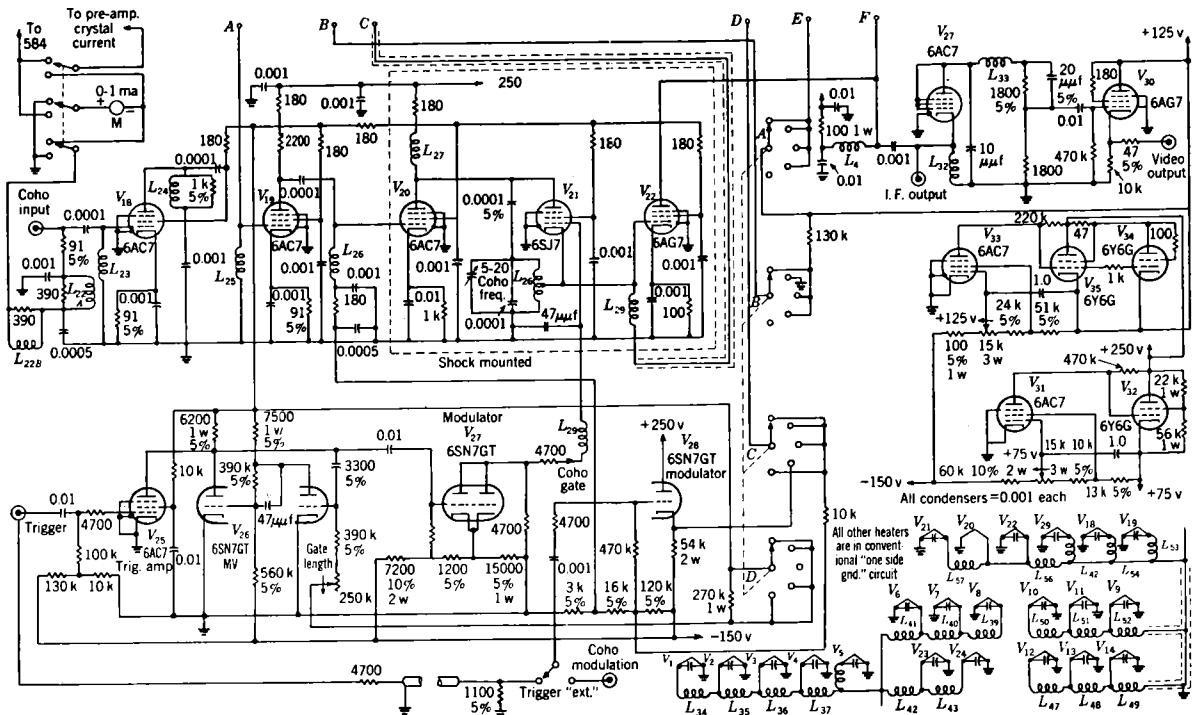 To pre-amp. crystal current
To 584
A
B
C
D
E
F
0-1 ma
+
M
−
Coho input
0.0001
91
5%
0.001
390
390
L22A
L22B
0.0005
L23
V18
6AC7
91
5%
0.001
0.0001
L24
1 k
5%
180
0.001
L25
0.001
180
2200
V19
6AC7
0.0001
0.001
91
5%
0.001
180
0.001
180
L26
0.001
180
0.0005
250
180
L27
V20
6AC7
0.01
1 k
0.0001
5%
V21
6SJ7
5-20
Coho freq.
L26
0.0001
47μμf
180
0.001
L29
V22
6AG7
180
0.001
0.001
100
Shock mounted
A
0.01
100 1 w
L4
0.01
0.001
I.F. output
V27
6AC7
L33
L32
10
μμf
1800
5%
1800
20
μμf
5%
0.01
470 k
180
V30
6AG7
47
5%
10 k
Video output
+125 v
130 k
B
V33
6AC7
220 k
47
V34
6Y6G
100
1 k
V35
6Y6G
1.0
24 k
5%
51 k
5%
+125 v
100
5%
1 w
15 k
3 w
+250 v
470 k
V31
6AC7
V32
6Y6G
22 k
1 w
56 k
1 w
1.0
+75 v
15 k
10 k
60 k
10%
2 w
3 w
5%
13 k
5%
+75 v
−150 v
All condensers=0.001 each
6200
1 w
5%
7500
1 w
5%
10 k
390 k
5%
47μμf
3300
5%
0.01
Modulator
V27
6SN7GT
4700
L29
Coho gate
4700
+250 v
V28
6SN7GT modulator
C
Trigger
0.01
4700
V25
6AC7
Trig. amp
0.01
100 k
130 k
10 k
V26
6SN7GT
MV
560 k
5%
Gate length
390 k
5%
250 k
7200
10%
2 w
1200
5%
15000
5%
1 w
4700
0.001
3 k
5%
470 k
16 k
5%
54 k
2 w
120 k
5%
270 k
1 w
D
10 k
−150 v
4700
1100
5%
Trigger "ext."
Coho modulation
All other heaters are in conventional "one side gnd." circuit
V21
V20
V22
V29
V18
V19
L57
L56
L42
L54
L53
V6
V7
V8
L41
L40
L39
V10
V11
V9
L50
L51
L52
V1
V2
V3
V4
V5
L34
L35
L36
L37
V23
V24
L42
L43
V12
V13
V14
L47
L48
L49